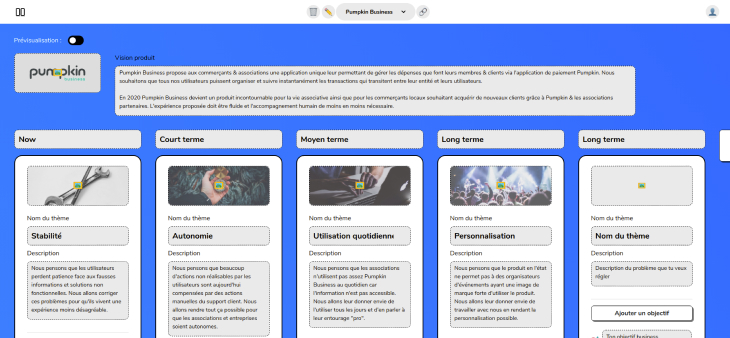 Pumpkin Business
Prévisualisation :
pumpkin
Vision produit
Pumpkin Business propose aux commerçants & associations une application unique leur permettant de gérer les dépenses que font leurs membres & clients via l'application de paiement Pumpkin. Nous
souhaitons que tous nos utilisateurs puissent organiser et suivre instantanément les transactions qui transitent entre leur entité et leurs utilisateurs.
En 2020 Pumpkin Business devient un produit incontournable pour la vie associative ainsi que pour les commerçants locaux souhaitant acquérir de nouveaux clients grâce à Pumpkin & les associations
partenaires. L'expérience proposée doit être fluide et l'accompagnement humain de moins en moins nécessaire.
Now
Court terme
Moyen terme
Long terme
Long terme
Nom du thème
Stabilité
Description
Nous pensons que les utilisateurs
perdent patience face aux fausses
informations et solutions non
fonctionnelles. Nous allons corriger
ces problèmes pour qu'ils vivent une
expérience moins désagréable.
Nom du thème
Autonomie
Description
Nous pensons que beaucoup
d'actions non réalisables par les
utilisateurs sont aujourd'hui
compensées par des actions
manuelles du support client. Nous
allons rendre tout ça possible pour
que les associations et entreprises
soient autonomes.
Nom du thème
Utilisation quotidienne
Description
Nous pensons que les associations
n'utilisent pas assez Pumpkin
Business au quotidien car
l'information n'est pas accessible.
Nous allons leur donner envie de
l'utiliser tous les jours et d'en parler à
leur entourage "pro".
Nom du thème
Personnalisation
Description
Nous pensons que le produit en l'état
ne permet pas à des organisateurs
d'événements ayant une image de
marque forte d'utiliser le produit.
Nous allons leur donner envie de
travailler avec nous en rendant la
personnalisation possible.
Nom du thème
Nom du thème
Description
Description du problème que tu veux
régler
Ajouter un objectif
Ton objectif business